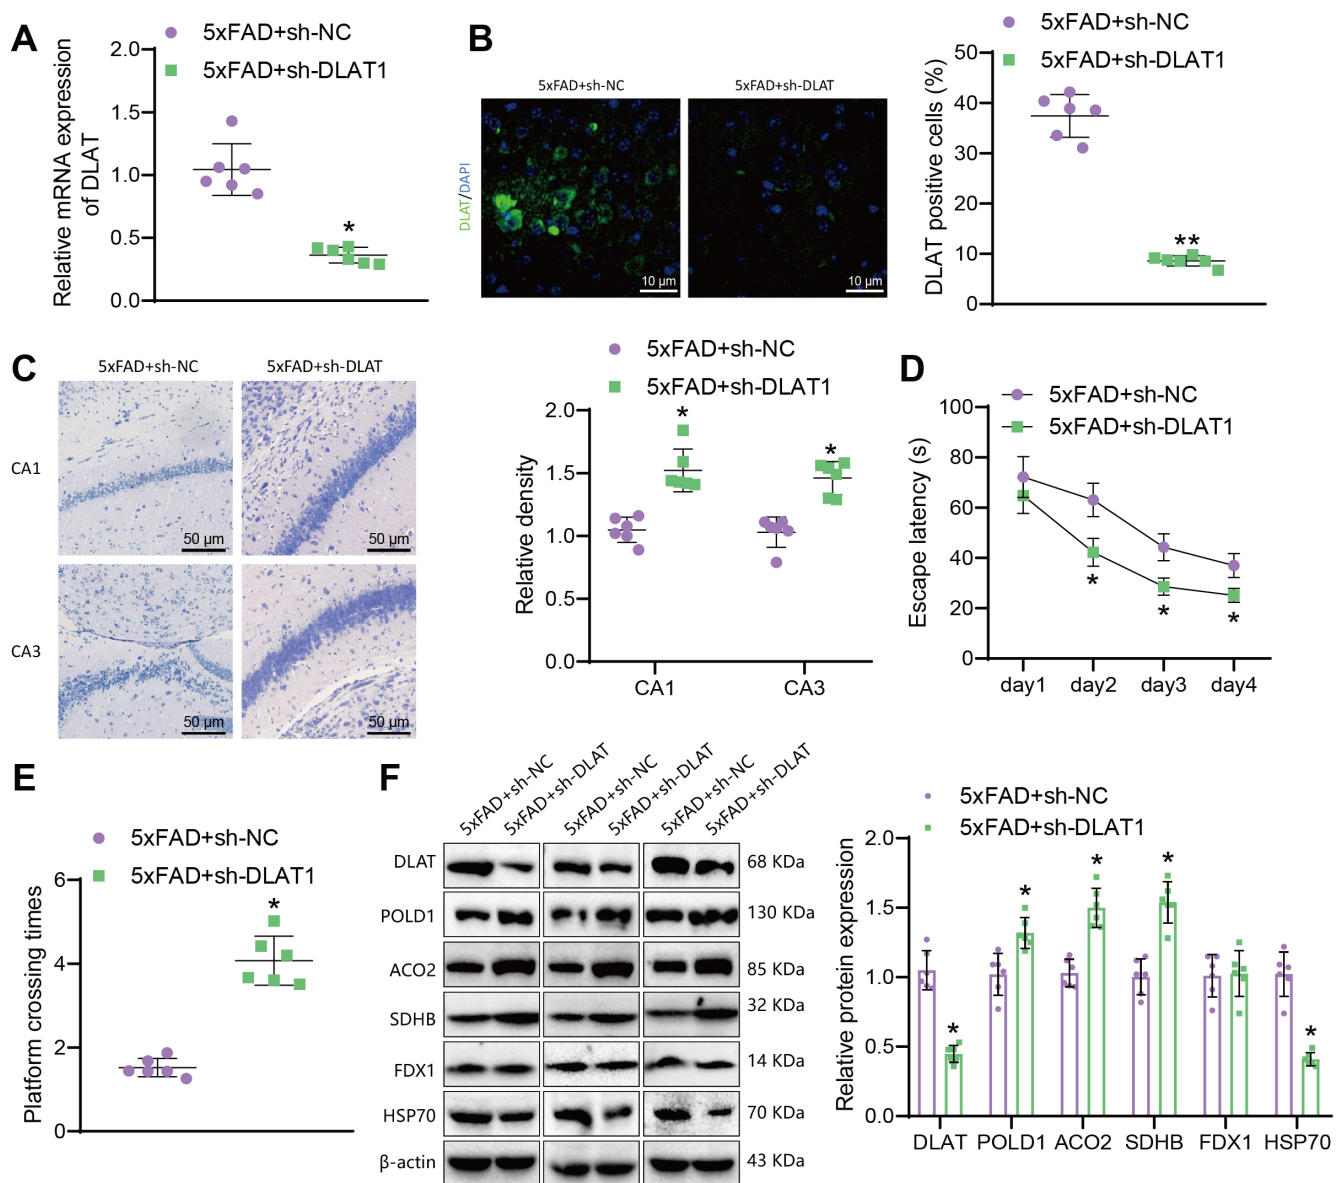 A
5xFAD+sh-NC
5xFAD+sh-DLAT1
Relative mRNA expression
of DLAT
2.0
1.5
1.0
0.5
0.0
*
B
5xFAD+sh-NC
5xFAD+sh-DLAT
DLAT/DAPI
10 μm
10 μm
5xFAD+sh-NC
5xFAD+sh-DLAT1
DLAT positive cells (%)
50
40
30
20
10
0
**
C
5xFAD+sh-NC
5xFAD+sh-DLAT
CA1
50 μm
50 μm
CA3
50 μm
50 μm
5xFAD+sh-NC
5xFAD+sh-DLAT1
Relative density
2.0
1.5
1.0
0.5
0.0
*
*
CA1
CA3
D
5xFAD+sh-NC
5xFAD+sh-DLAT1
Escape latency (s)
100
80
60
40
20
0
*
*
*
day1
day2
day3
day4
E
5xFAD+sh-NC
5xFAD+sh-DLAT1
Platform crossing times
6
4
2
0
*
F
5xFAD+sh-NC
5xFAD+sh-DLAT
5xFAD+sh-NC
5xFAD+sh-DLAT
5xFAD+sh-NC
5xFAD+sh-DLAT
DLAT
68 KDa
POLD1
130 KDa
ACO2
85 KDa
SDHB
32 KDa
FDX1
14 KDa
HSP70
70 KDa
β-actin
43 KDa
5xFAD+sh-NC
5xFAD+sh-DLAT1
Relative protein expression
2.0
1.5
1.0
0.5
0.0
*
*
*
*
*
DLAT
POLD1
ACO2
SDHB
FDX1
HSP70